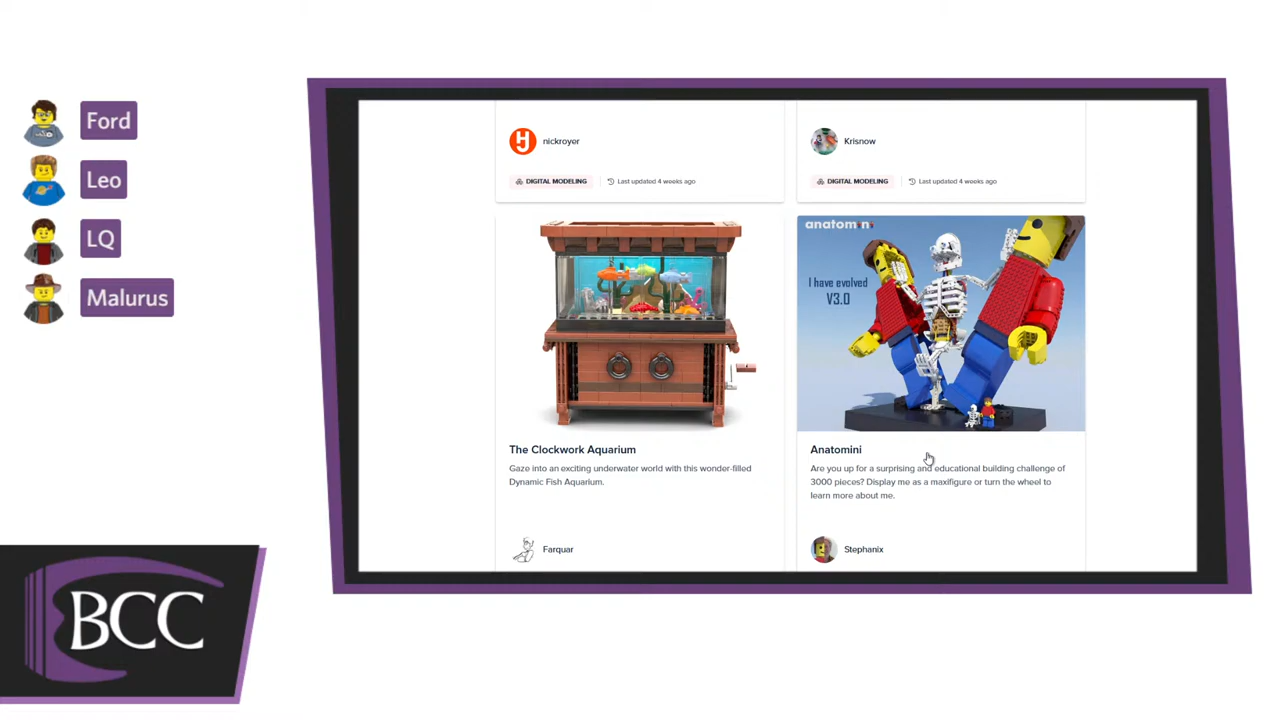 Ford
Leo
LQ
Malurus
BCC
nickroyer
DIGITAL MODELING
Last updated 4 weeks ago
Krisnow
DIGITAL MODELING
Last updated 4 weeks ago
The Clockwork Aquarium
Gaze into an exciting underwater world with this wonder-filled
Dynamic Fish Aquarium.
Farquar
anatomini
I have evolved
V3.0
Anatomini
Are you up for a surprising and educational building challenge of
3000 pieces? Display me as a maxifigure or turn the wheel to
learn more about me.
Stephanix